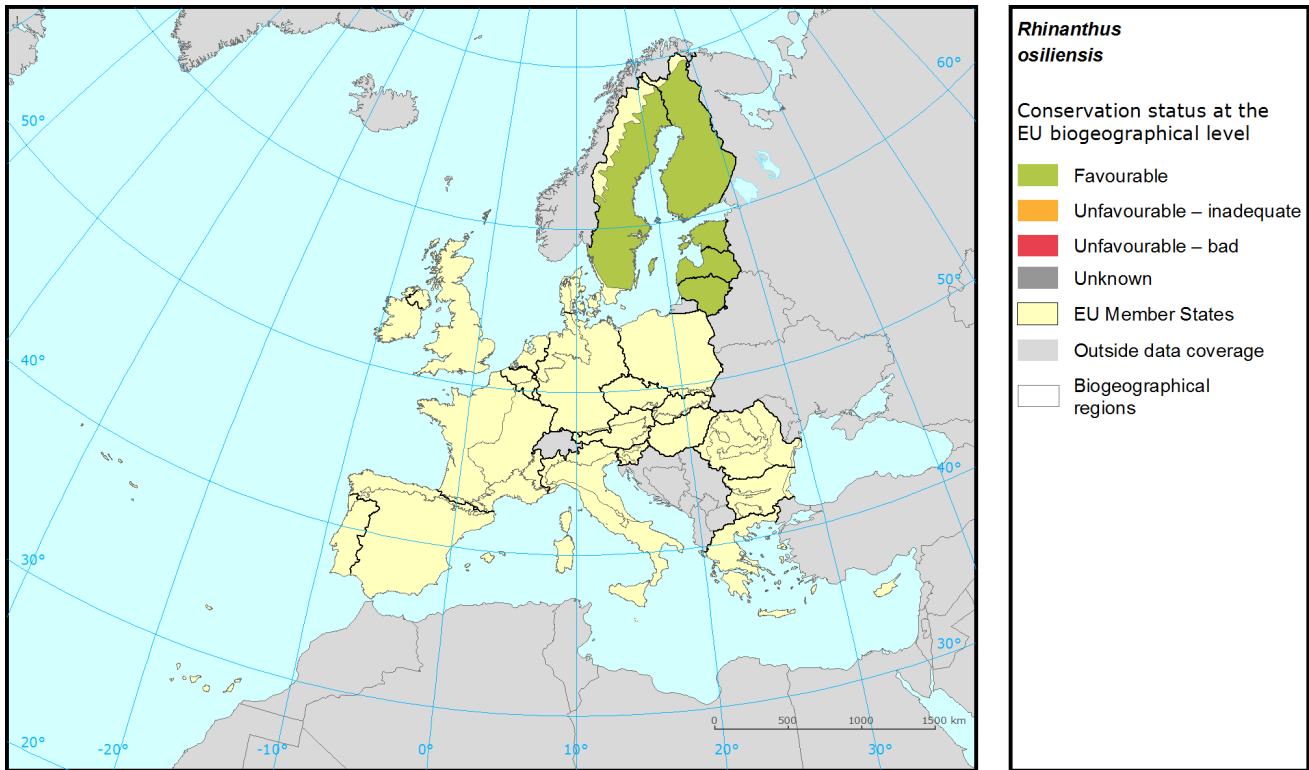 Rhinanthus
osiliensis
Conservation status at the
EU biogeographical level
Favourable
Unfavourable – inadequate
Unfavourable – bad
Unknown
EU Member States
Outside data coverage
Biogeographical
regions
60°
50°
50°
40°
40°
30°
30°
20°
-20°
-10°
0°
10°
20°
30°
0
500
1000
1500 km